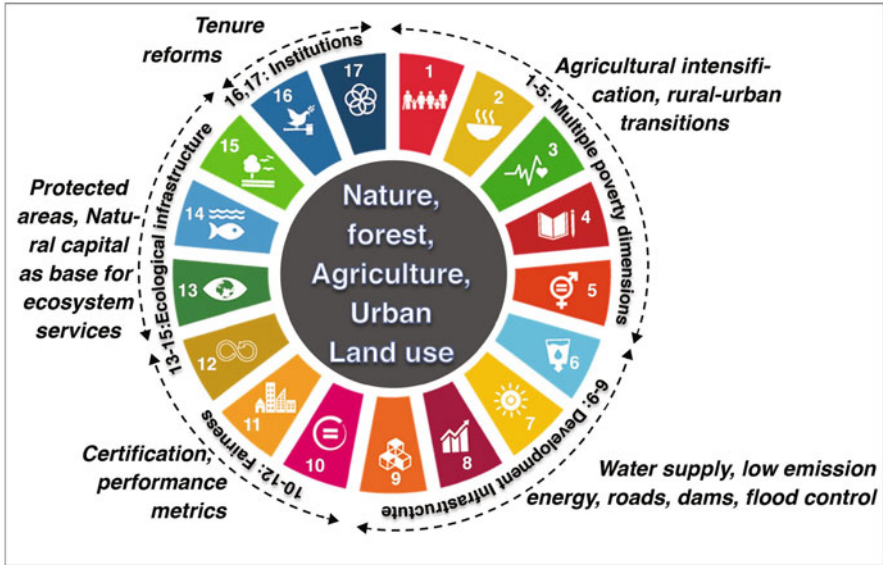 Tenure
reforms
16,17: Institutions
Agricultural intensifi-
cation, rural-urban
transitions
1-5: Multiple poverty dimensions
Protected
areas, Natu-
ral capital
as base for
ecosystem
services
13-15:Ecological infrastructure
Nature,
forest,
Agriculture,
Urban
Land use
1
2
3
4
5
6
7
8
9
10
11
12
13
14
15
16
17
10-12: Fairness
Certification,
performance
metrics
6-9: Development Infrastructute
Water supply, low emission
energy, roads, dams, flood control